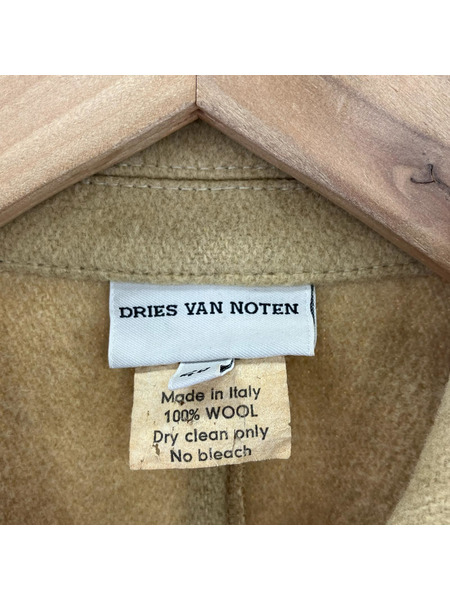 DRIES VAN NOTEN
Made in Italy
100% WOOL
Dry clean only
No bleach